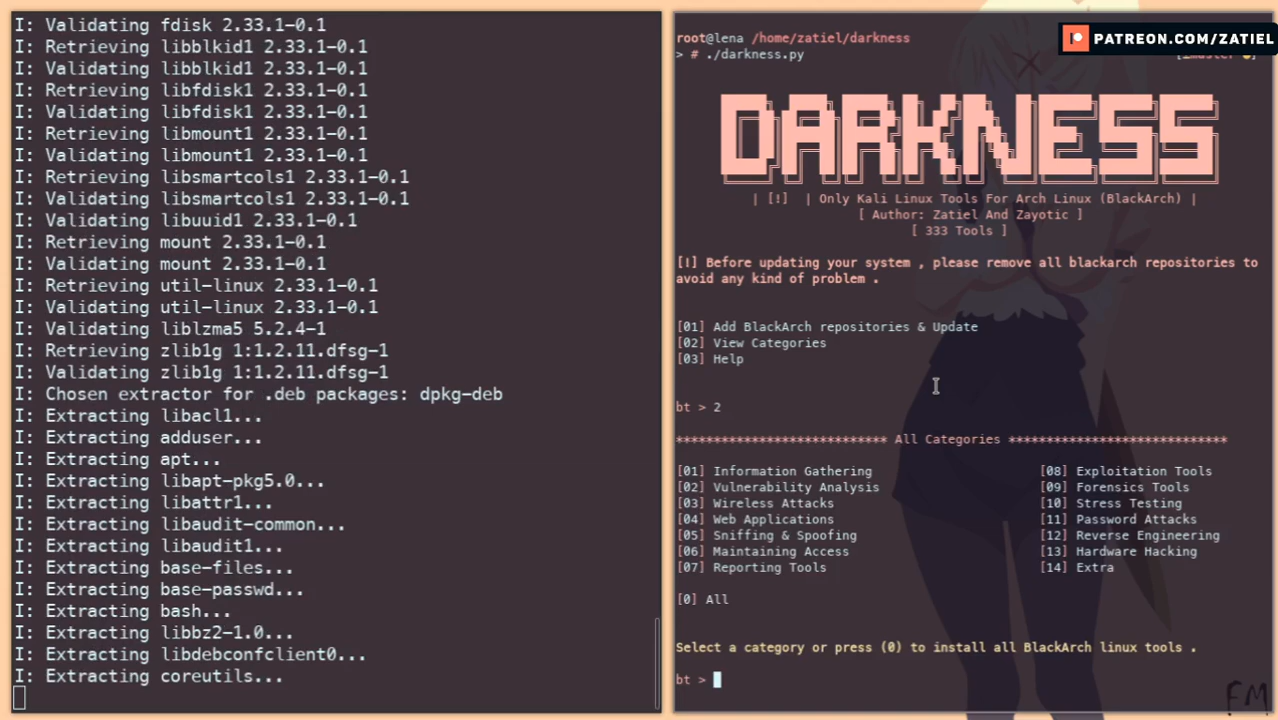 I: Validating fdisk 2.33.1-0.1
I: Retrieving libblkid1 2.33.1-0.1
I: Validating libblkid1 2.33.1-0.1
I: Retrieving libfdisk1 2.33.1-0.1
I: Validating libfdisk1 2.33.1-0.1
I: Retrieving libmount1 2.33.1-0.1
I: Validating libmount1 2.33.1-0.1
I: Retrieving libsmartcols1 2.33.1-0.1
I: Validating libsmartcols1 2.33.1-0.1
I: Validating libuuid1 2.33.1-0.1
I: Retrieving mount 2.33.1-0.1
I: Validating mount 2.33.1-0.1
I: Retrieving util-linux 2.33.1-0.1
I: Validating util-linux 2.33.1-0.1
I: Validating liblzma5 5.2.4-1
I: Retrieving zlib1g 1:1.2.11.dfsg-1
I: Validating zlib1g 1:1.2.11.dfsg-1
I: Chosen extractor for .deb packages: dpkg-deb
I: Extracting libacl1...
I: Extracting adduser...
I: Extracting apt...
I: Extracting libapt-pkg5.0...
I: Extracting libattr1...
I: Extracting libaudit-common...
I: Extracting libaudit1...
I: Extracting base-files...
I: Extracting base-passwd...
I: Extracting bash...
I: Extracting libbz2-1.0...
I: Extracting libdebconfclient0...
I: Extracting coreutils...
PATREON.COM/ZATIEL
root@lena /home/zatiel/darkness
> # ./darkness.py
DARKNESS
| [!] | Only Kali Linux Tools For Arch Linux (BlackArch) |
[ Author: Zatiel And Zayotic ]
[ 333 Tools ]
[!] Before updating your system , please remove all blackarch repositories to
avoid any kind of problem .
[01] Add BlackArch repositories & Update
[02] View Categories
[03] Help
bt > 2
*************************** All Categories ****************************
[01] Information Gathering [08] Exploitation Tools
[02] Vulnerability Analysis [09] Forensics Tools
[03] Wireless Attacks [10] Stress Testing
[04] Web Applications [11] Password Attacks
[05] Sniffing & Spoofing [12] Reverse Engineering
[06] Maintaining Access [13] Hardware Hacking
[07] Reporting Tools [14] Extra
[0] All
Select a category or press (0) to install all BlackArch linux tools .
bt >
FM